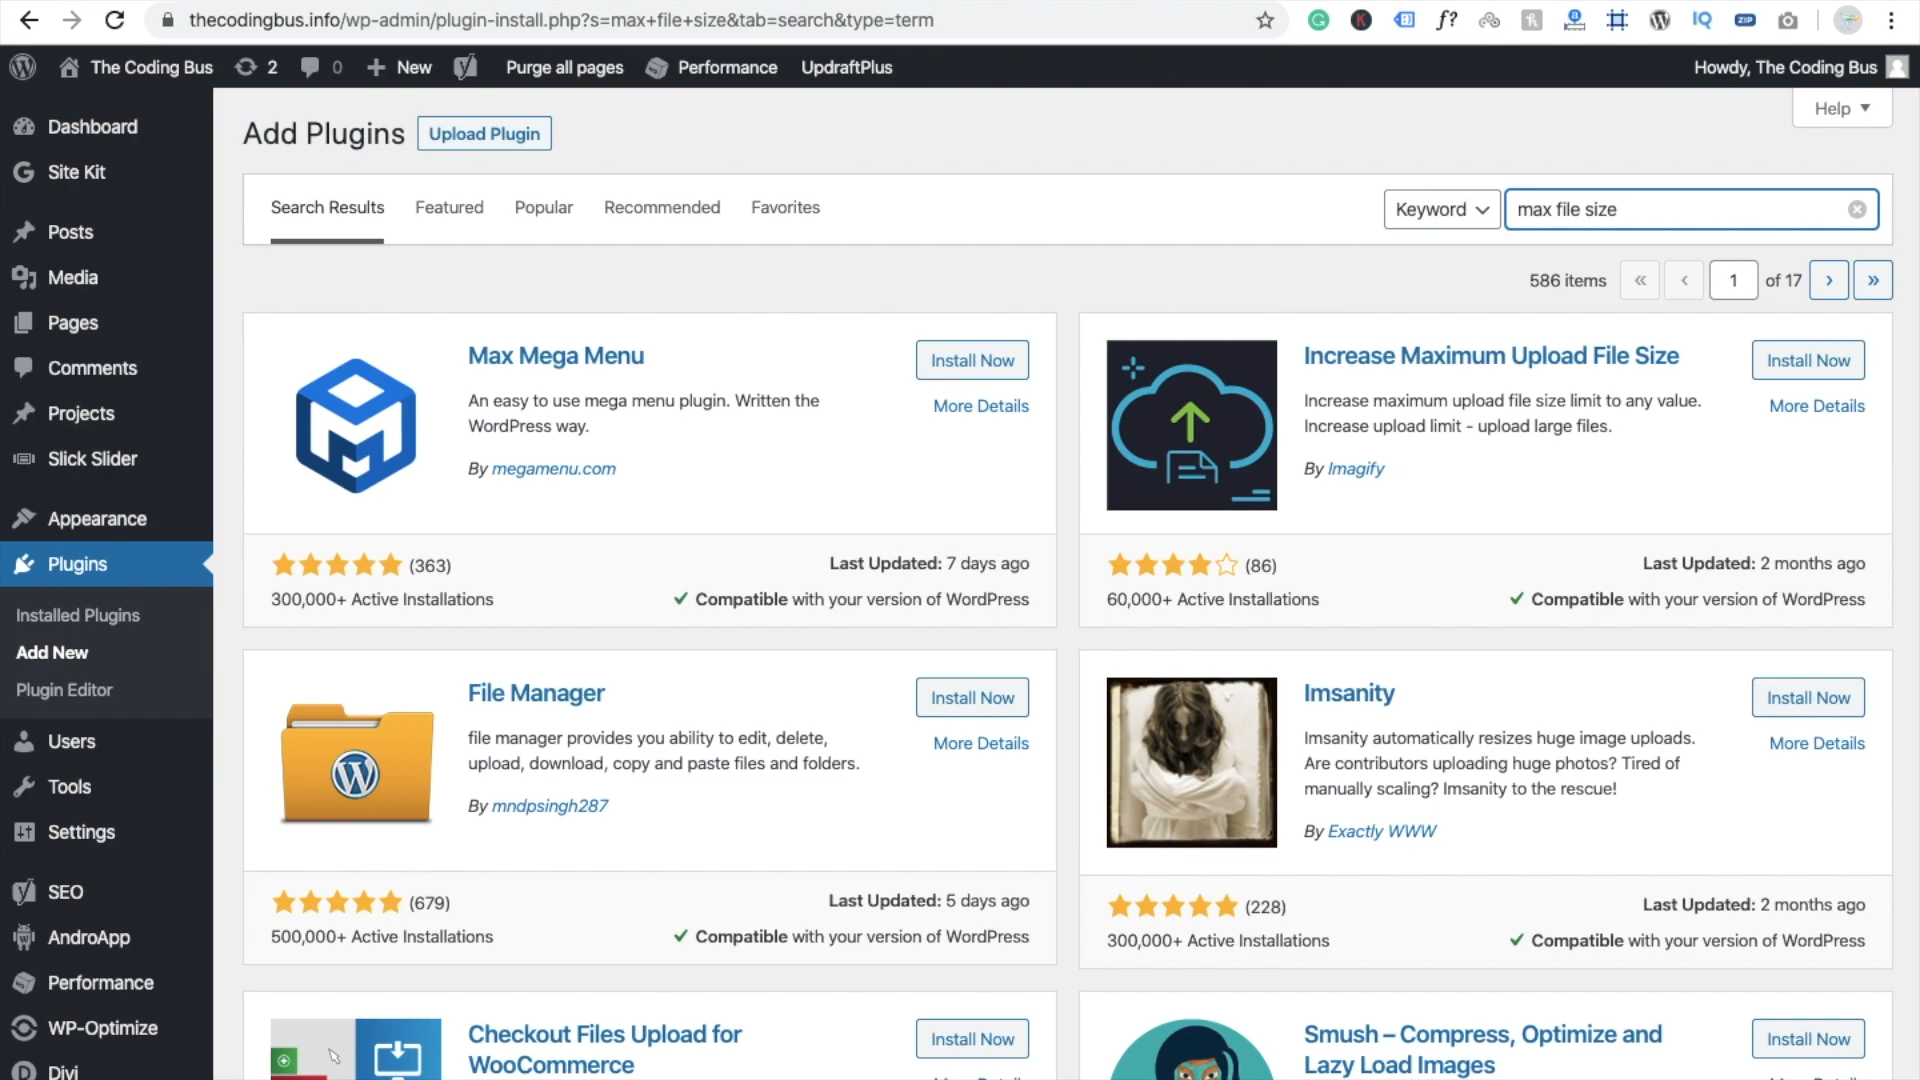 thecodingbus.info/wp-admin/plugin-install.php?s=max+file+size&tab=search&type=term
f?
IQ
ZIP
The Coding Bus
2
0
New
Purge all pages
Performance
UpdraftPlus
Howdy, The Coding Bus
Dashboard
Site Kit
Posts
Media
Pages
Comments
Projects
Slick Slider
Appearance
Plugins
Installed Plugins
Add New
Plugin Editor
Users
Tools
Settings
SEO
AndroApp
Performance
WP-Optimize
Divi
Help
Add Plugins
Upload Plugin
Search Results
Featured
Popular
Recommended
Favorites
Keyword
max file size
586 items
«
‹
1
of 17
›
»
Max Mega Menu
Install Now
More Details
An easy to use mega menu plugin. Written the
WordPress way.
By megamenu.com
(363)
Last Updated: 7 days ago
300,000+ Active Installations
Compatible with your version of WordPress
Increase Maximum Upload File Size
Install Now
More Details
Increase maximum upload file size limit to any value.
Increase upload limit - upload large files.
By Imagify
(86)
Last Updated: 2 months ago
60,000+ Active Installations
Compatible with your version of WordPress
File Manager
Install Now
More Details
file manager provides you ability to edit, delete,
upload, download, copy and paste files and folders.
By mndpsingh287
(679)
Last Updated: 5 days ago
500,000+ Active Installations
Compatible with your version of WordPress
Imsanity
Install Now
More Details
Imsanity automatically resizes huge image uploads.
Are contributors uploading huge photos? Tired of
manually scaling? Imsanity to the rescue!
By Exactly WWW
(228)
Last Updated: 2 months ago
300,000+ Active Installations
Compatible with your version of WordPress
Checkout Files Upload for
WooCommerce
Install Now
Smush – Compress, Optimize and
Lazy Load Images
Install Now